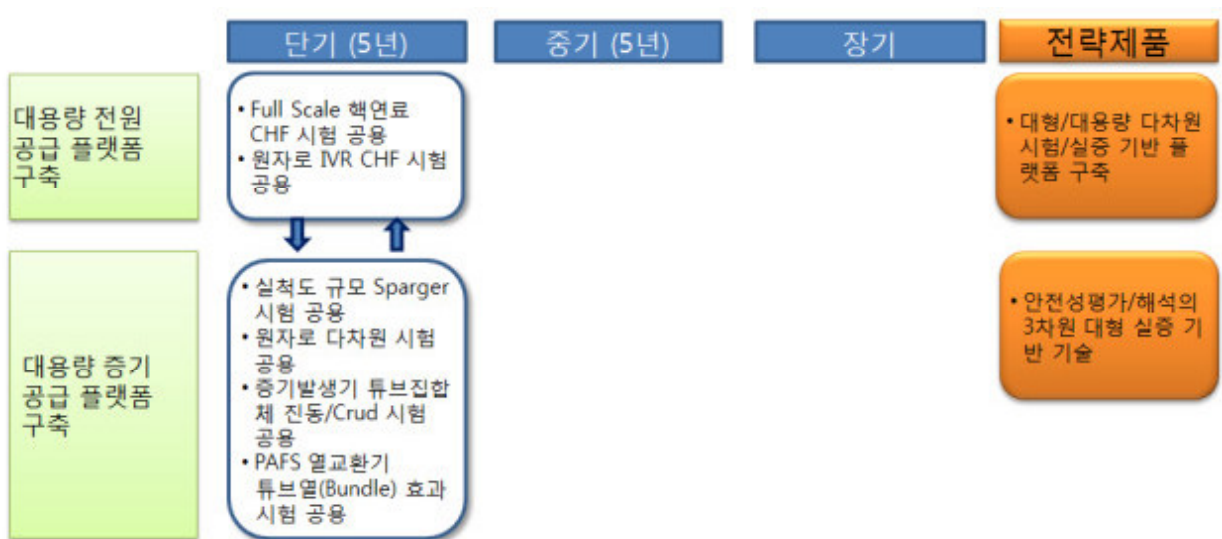 단기 (5년)
중기 (5년)
장기
전략제품
대용량 전원
공급 플랫폼
구축
• Full Scale 핵연료
CHF 시험 공용
• 원자로 IVR CHF 시험
공용
• 대형/대용량 다차원
시험/실증 기반 플
랫폼 구축
대용량 증기
공급 플랫폼
구축
• 실척도 규모 Sparger
시험 공용
• 원자로 다차원 시험
공용
• 증기발생기 튜브집합
체 진동/Crud 시험
공용
• PAFS 열교환기
튜브열(Bundle) 효과
시험 공용
• 안전성평가/해석의
3차원 대형 실증 기
반 기술